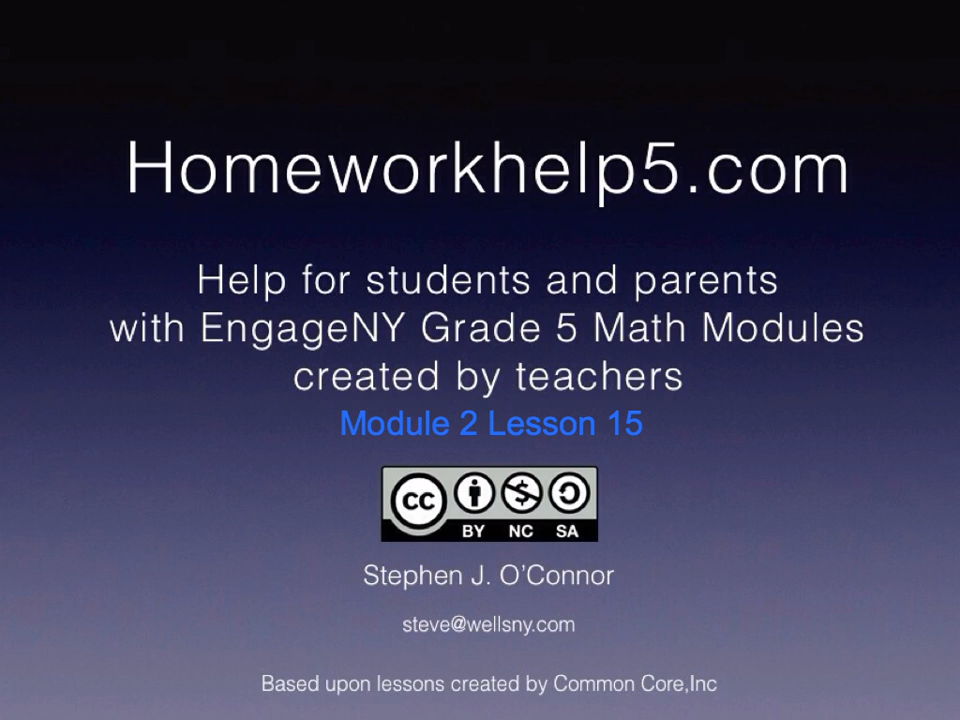 Homeworkhelp5.com
Help for students and parents
with EngageNY Grade 5 Math Modules
created by teachers
Module 2 Lesson 15
cc
BY NC SA
Stephen J. O’Connor
steve@wellsny.com
Based upon lessons created by Common Core,Inc